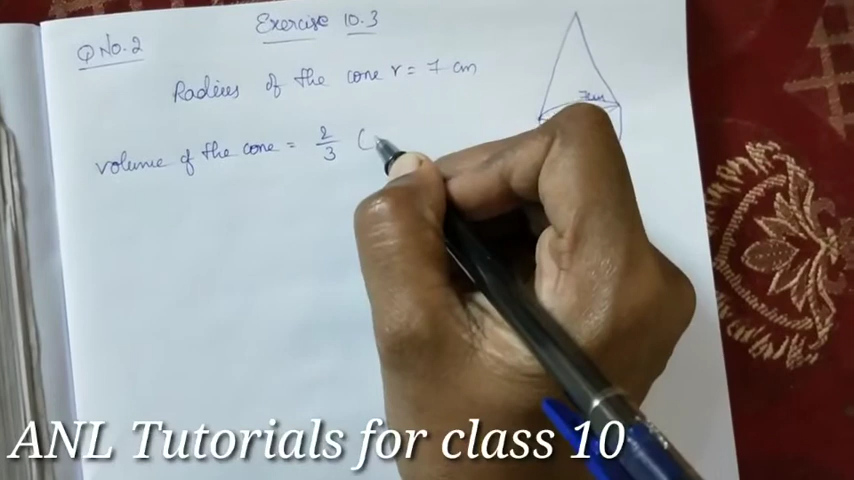 Exercise 10.3
Q No.2
Radius of the cone r = 7 cm
7cm
volume of the cone = 2/3 (
ANL Tutorials for class 10